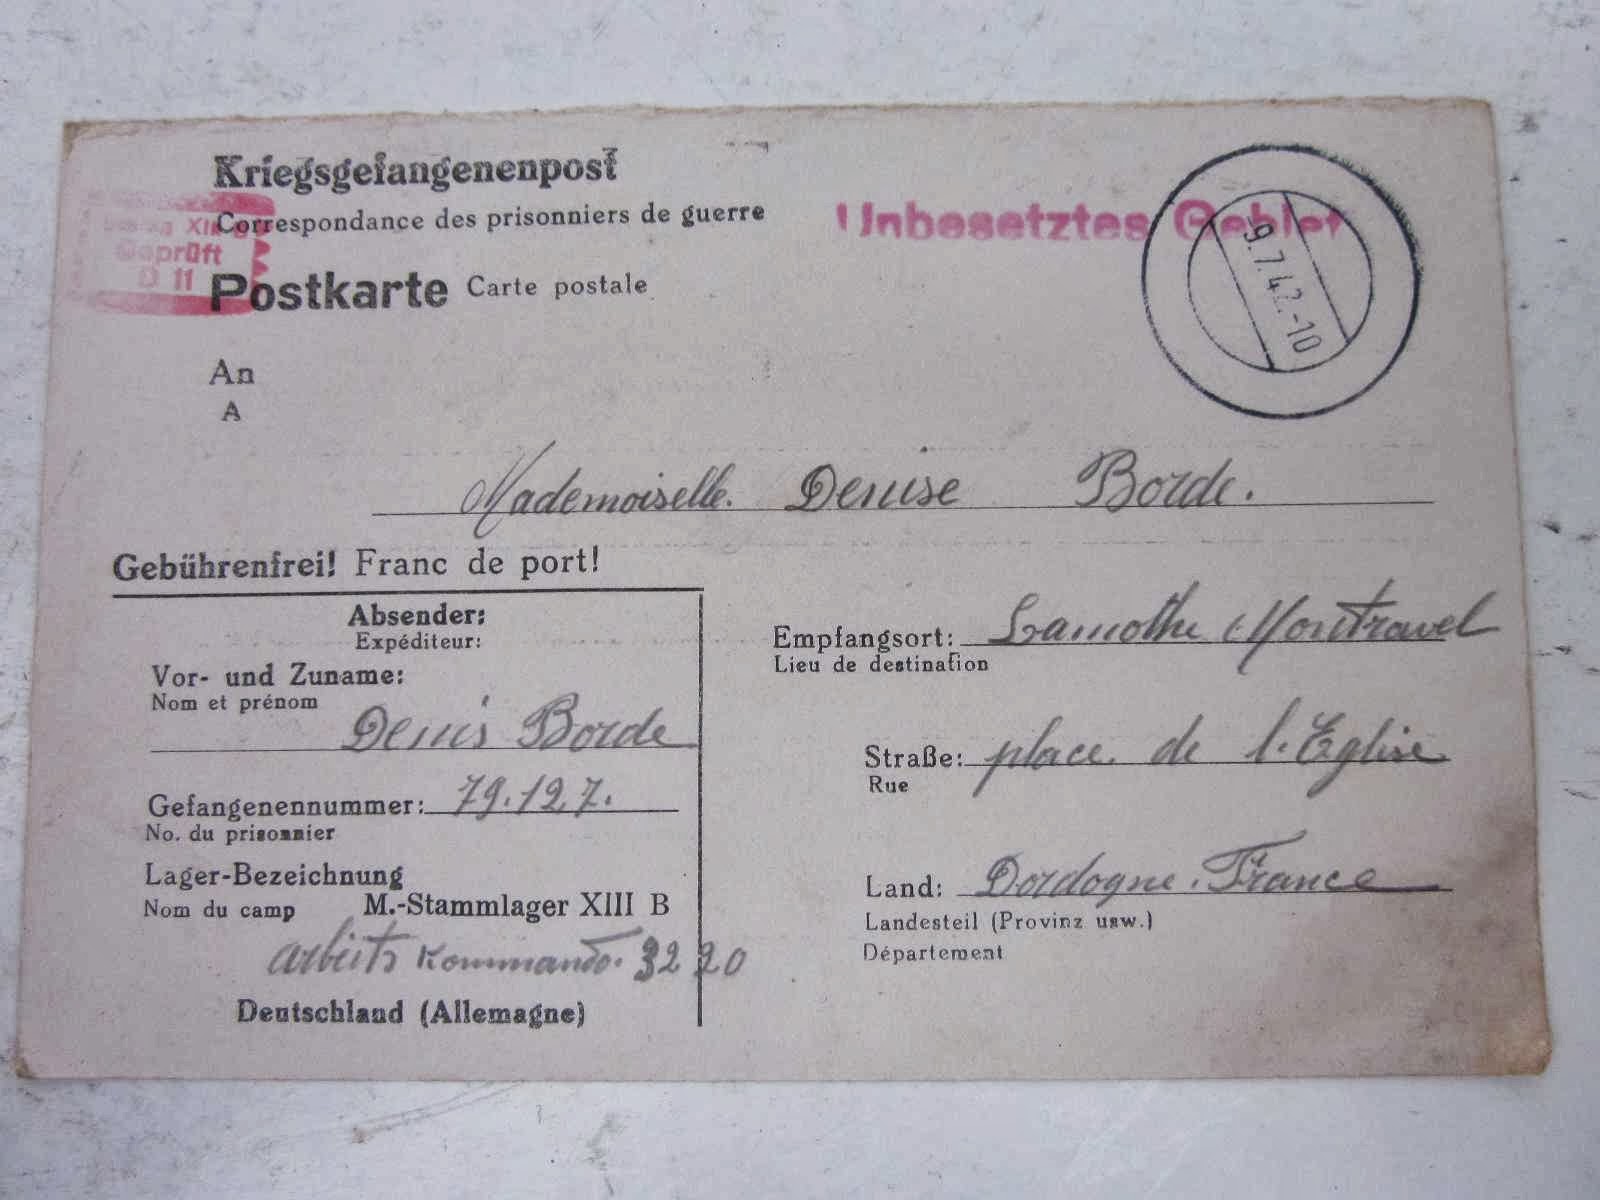 Kriegsgefangenenpost
Correspondance des prisonniers de guerre
Geprüft
Postkarte Carte postale
Unbesetztes Gebiet
9.7.42.-10
An
A
Mademoiselle. Denise Borde.
Gebührenfrei! Franc de port!
Absender:
Expéditeur:
Vor- und Zuname:
Nom et prénom
Denis Borde
Gefangenennummer: 79.127.
No. du prisonnier
Lager-Bezeichnung
Nom du camp M.-Stammlager XIII B
arbeits Kommando. 3220
Deutschland (Allemagne)
Empfangsort: Lamothe Montravel
Lieu de destination
Straße: place. de l'Eglise
Rue
Land: Dordogne. France
Landesteil (Provinz usw.)
Département